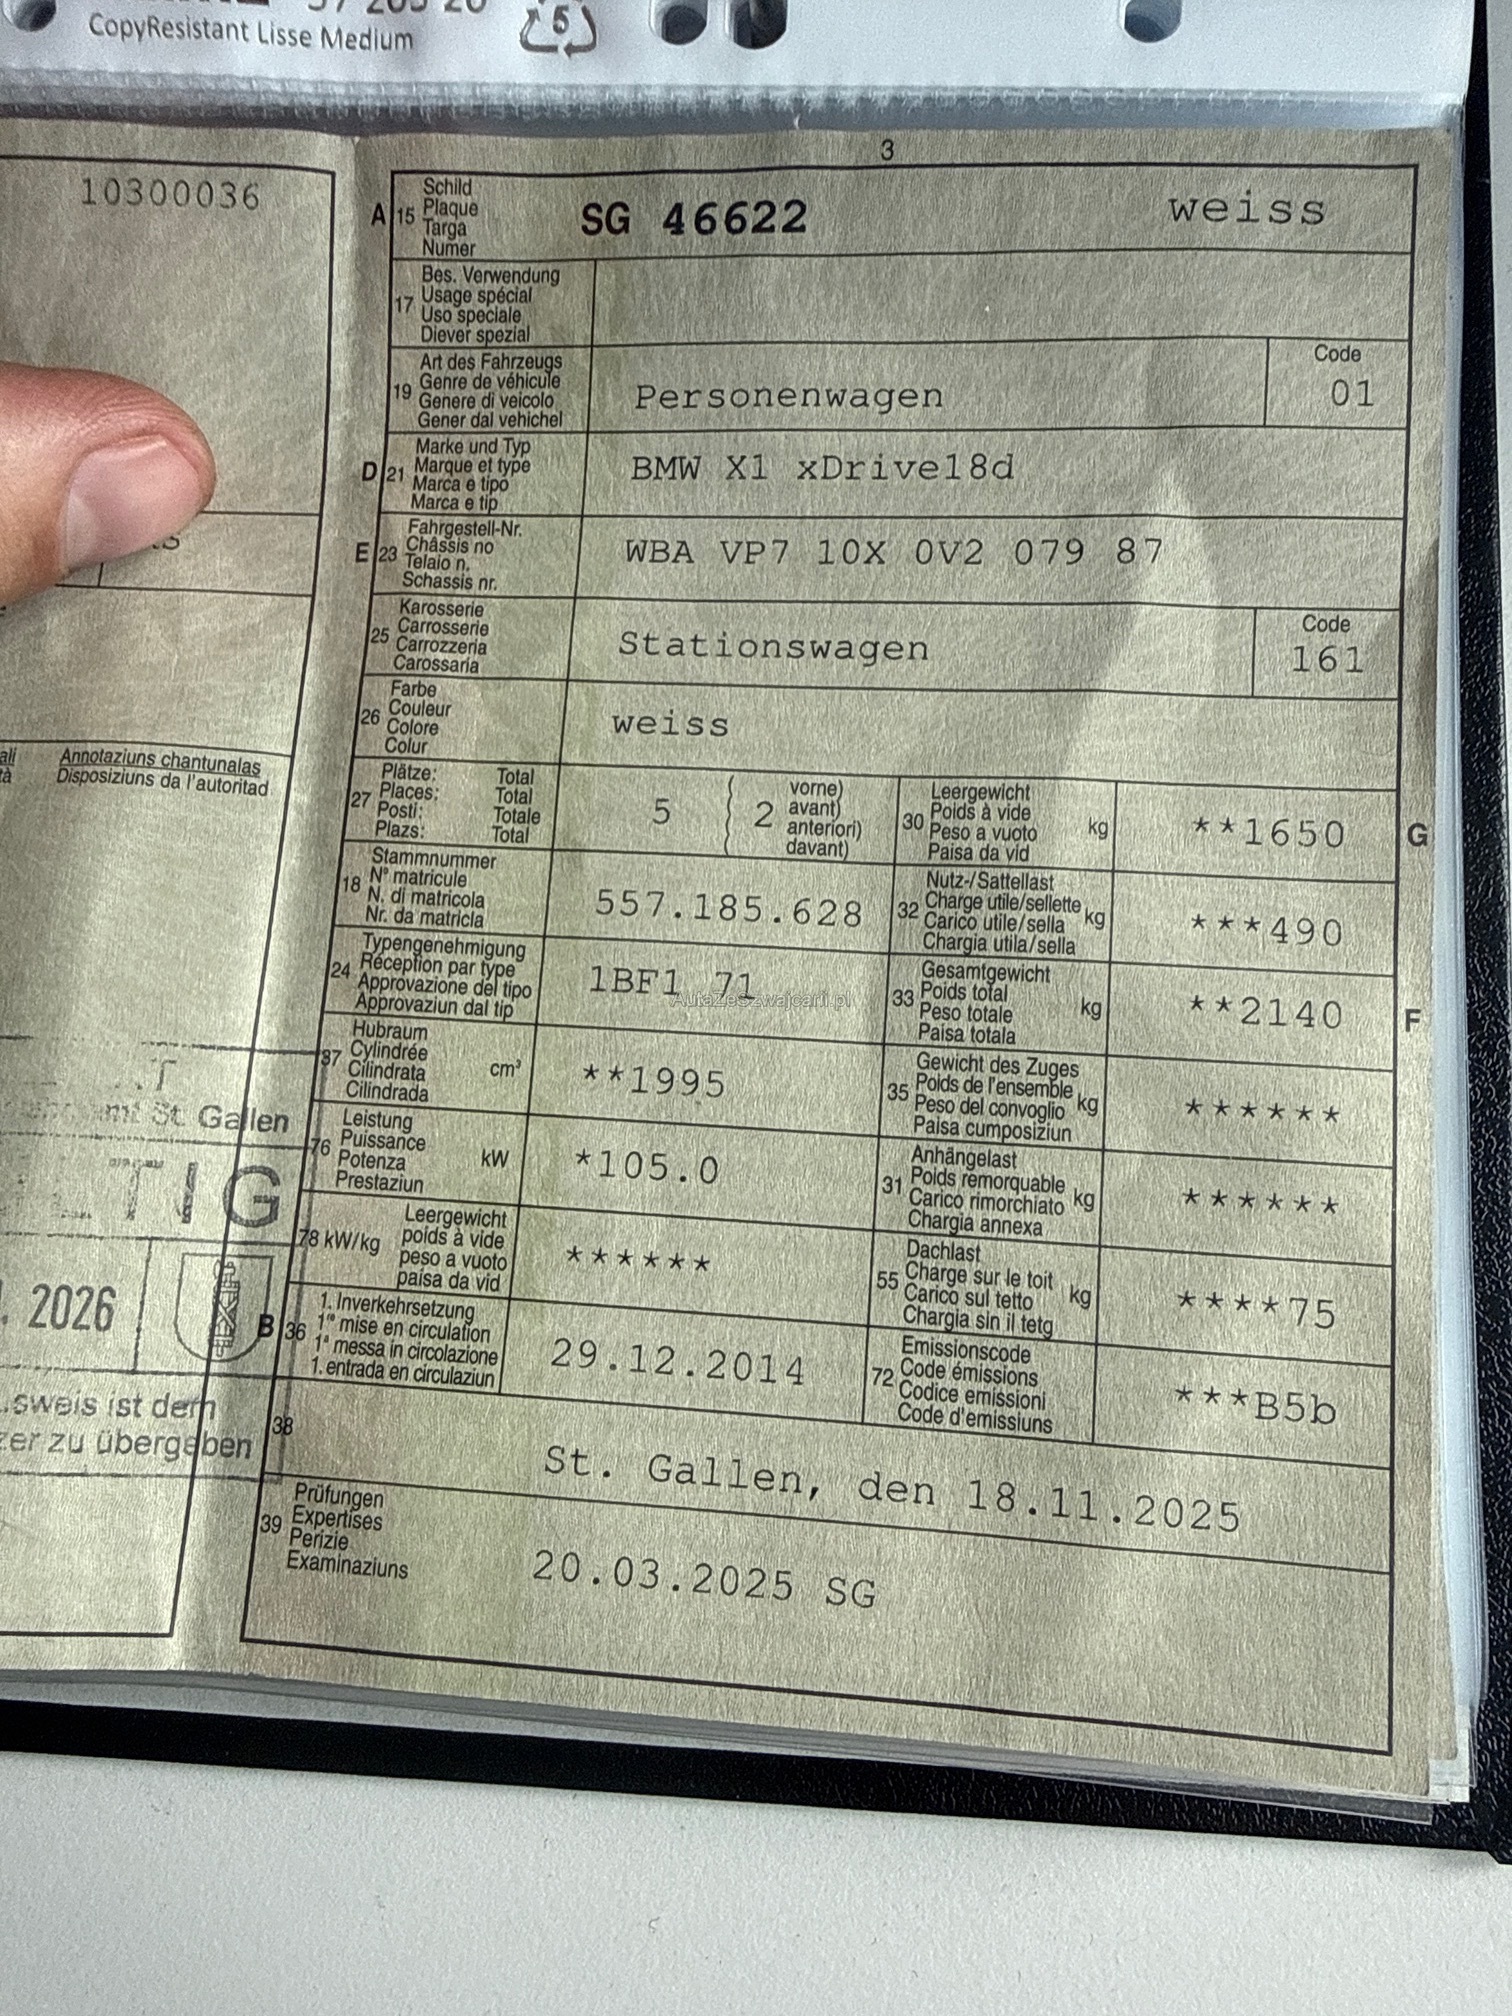 CopyResistant Lisse Medium
5
3
10300036
A 15 Schild
Plaque
Targa
Numer
SG 46622 weiss
17 Bes. Verwendung
Usage spécial
Uso speciale
Diever spezial
19 Art des Fahrzeugs
Genre de véhicule
Genere di veicolo
Gener dal vehichel
Personenwagen
Code
01
D 21 Marke und Typ
Marque et type
Marca e tipo
Marca e tip
BMW X1 xDrive18d
E 23 Fahrgestell-Nr.
Châssis no
Telaio n.
Schassis nr.
WBA VP7 10X 0V2 079 87
25 Karosserie
Carrosserie
Carrozzeria
Carossaria
Stationswagen
Code
161
26 Farbe
Couleur
Colore
Colur
weiss
27 Plätze: Total
Places: Total
Posti: Totale
Plazs: Total
5 { 2 vorne)
avant)
anteriori)
davant)
30 Leergewicht
Poids à vide
Peso a vuoto
Paisa da vid
kg
**1650
G
18 Stammnummer
N° matricule
N. di matricola
Nr. da matricla
557.185.628
32 Nutz-/Sattellast
Charge utile/sellette
Carico utile/sella
Chargia utila/sella
kg
***490
24 Typengenehmigung
Réception par type
Approvazione del tipo
Approvaziun dal tip
1BF1 71
AutaZeSzwajcarii.pl
33 Gesamtgewicht
Poids total
Peso totale
Paisa totala
kg
**2140
F
37 Hubraum
Cylindrée
Cilindrata
Cilindrada
cm³
**1995
35 Gewicht des Zuges
Poids de l'ensemble
Peso del convoglio
Paisa cumposiziun
kg
******
76 Leistung
Puissance
Potenza
Prestaziun
kW
*105.0
31 Anhängelast
Poids remorquable
Carico rimorchiato
Chargia annexa
kg
******
78 kW/kg Leergewicht
poids à vide
peso a vuoto
paisa da vid
******
55 Dachlast
Charge sur le toit
Carico sul tetto
Chargia sin il tetg
kg
****75
B 36 1. Inverkehrsetzung
1re mise en circulation
1a messa in circolazione
1. entrada en circulaziun
29.12.2014
72 Emissionscode
Code émissions
Codice emissioni
Code d'emissiuns
***B5b
38
St. Gallen, den 18.11.2025
39 Prüfungen
Expertises
Perizie
Examinaziuns
20.03.2025 SG
Annotaziuns chantunalas
Disposiziuns da l'autoritad
St. Gallen
2026
ist dem
zu übergeben